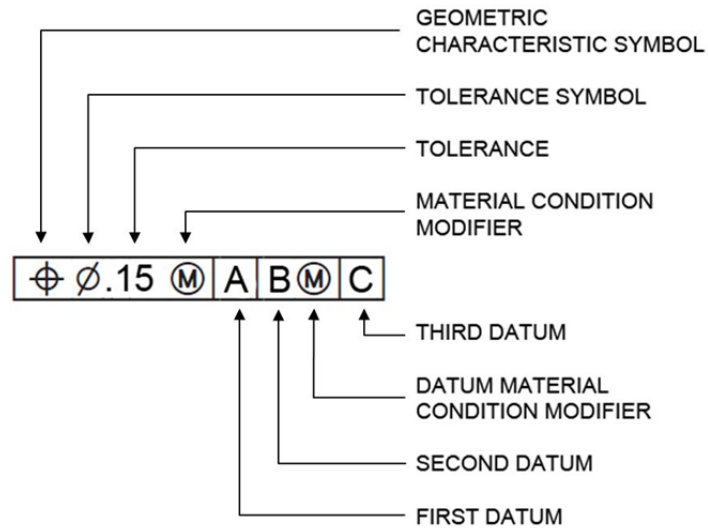 GEOMETRIC
CHARACTERISTIC SYMBOL
TOLERANCE SYMBOL
TOLERANCE
MATERIAL CONDITION
MODIFIER
⌖ ⌀.15 Ⓜ A BⓂ C
THIRD DATUM
DATUM MATERIAL
CONDITION MODIFIER
SECOND DATUM
FIRST DATUM